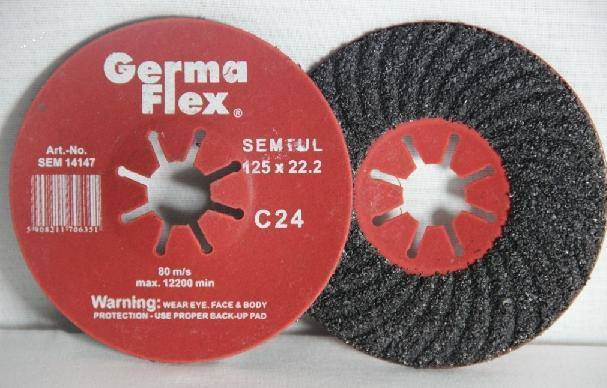 Germa
Flex®
Art.-No.
SEM 14147
SEMFUL
125 x 22.2
C24
5908211706351
80 m/s
max. 12200 min
Warning: WEAR EYE, FACE & BODY
PROTECTION - USE PROPER BACK-UP PAD